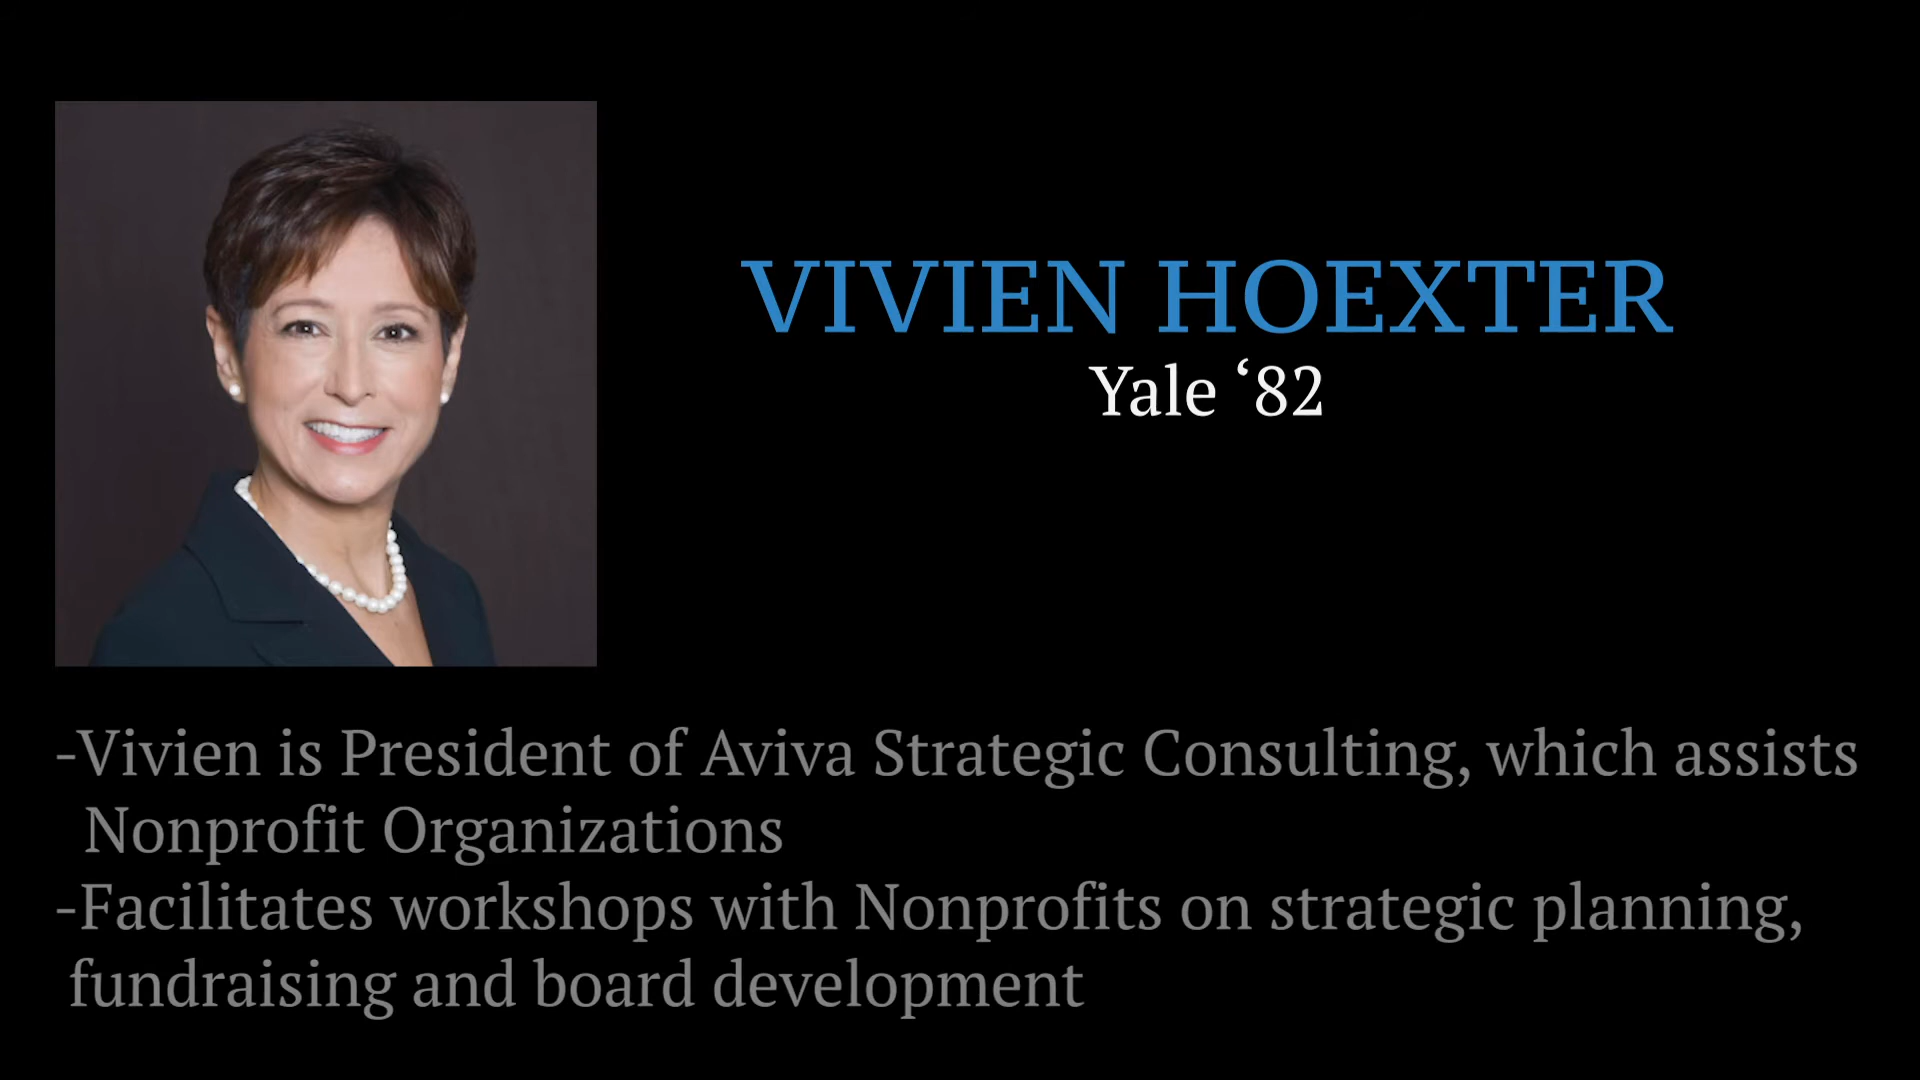 VIVIEN HOEXTER
Yale ‘82
-Vivien is President of Aviva Strategic Consulting, which assists
Nonprofit Organizations
-Facilitates workshops with Nonprofits on strategic planning,
fundraising and board development